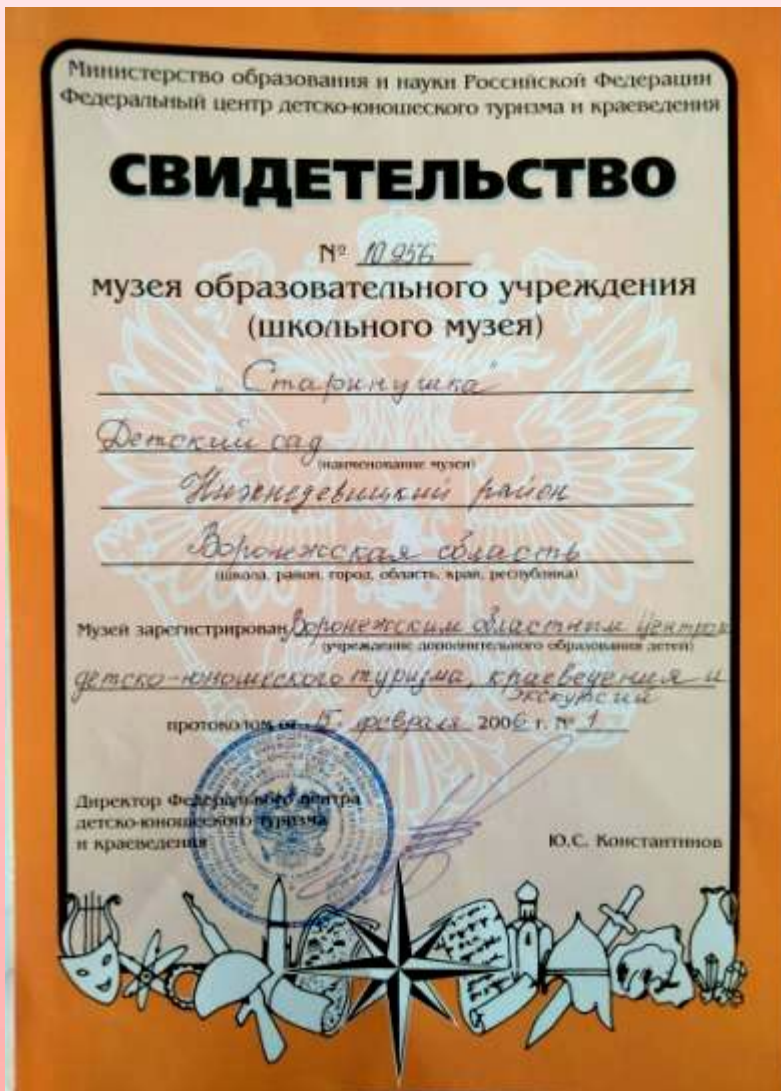 Министерство образования и науки Российской Федерации
Федеральный центр детско-юношеского туризма и краеведения
СВИДЕТЕЛЬСТВО
№ 10956
музея образовательного учреждения
(школьного музея)
"Старинушка"
Детский сад
(наименование музея)
Нижнедевицкий район
Воронежская область
(школа, район, город, область, край, республика)
Музей зарегистрирован Воронежским областным Центром
(учреждение дополнительного образования детей)
детско-юношеского туризма, краеведения и
экскурсий
протоколом от 15 февраля 2006 г. № 1
Директор Федерального центра
детско-юношеского туризма
и краеведения
Ю.С. Константинов